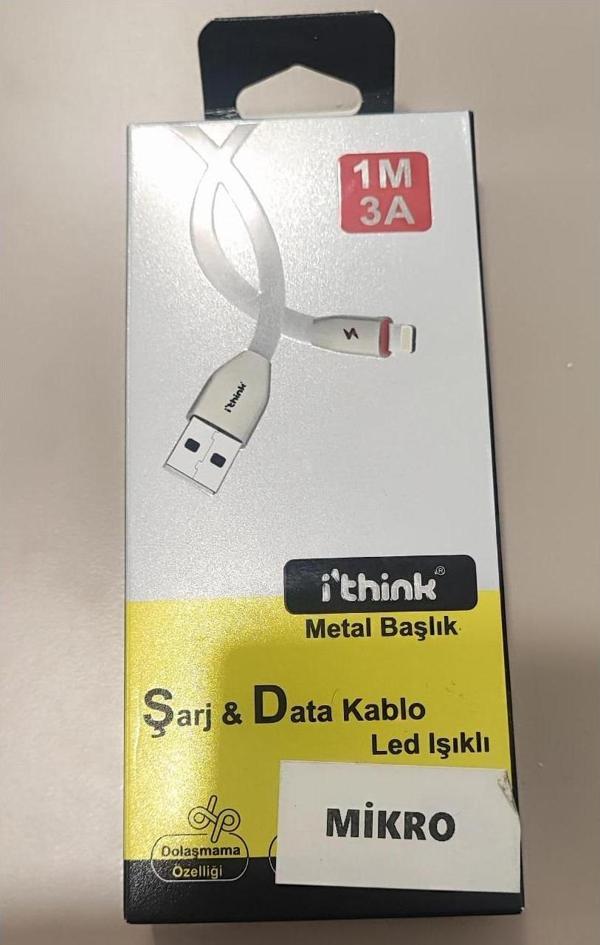 1M
3A
i'think
i'think®
Metal Başlık
Şarj & Data Kablo
Led Işıklı
MİKRO
Dolaşmama
Özelliği